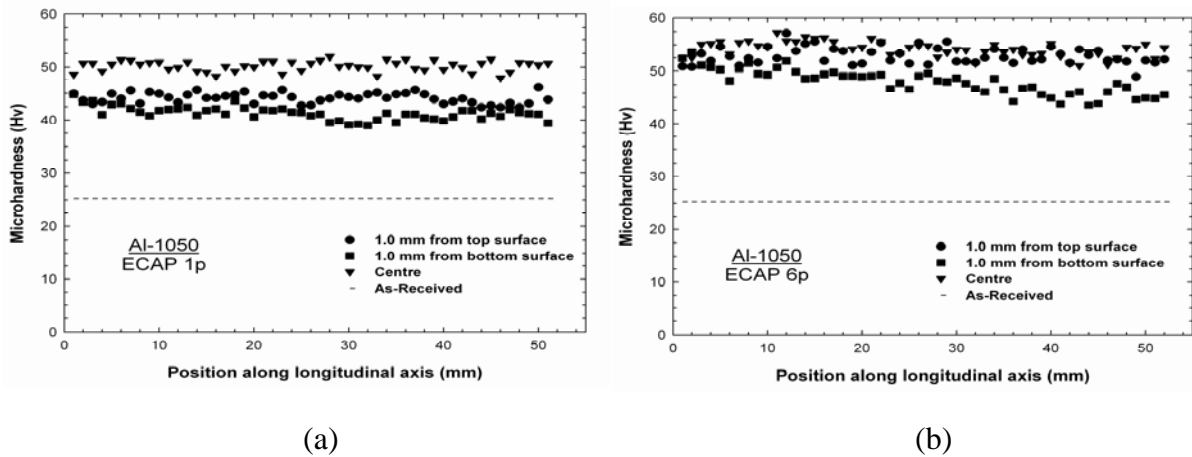 60
50
40
30
20
10
0
Microhardness (Hv)
Al-1050
ECAP 1p
1.0 mm from top surface
1.0 mm from bottom surface
Centre
As-Received
0 10 20 30 40 50
Position along longitudinal axis (mm)
(a)
60
50
40
30
20
10
0
Microhardness (Hv)
Al-1050
ECAP 6p
1.0 mm from top surface
1.0 mm from bottom surface
Centre
As-Received
0 10 20 30 40 50
Position along longitudinal axis (mm)
(b)